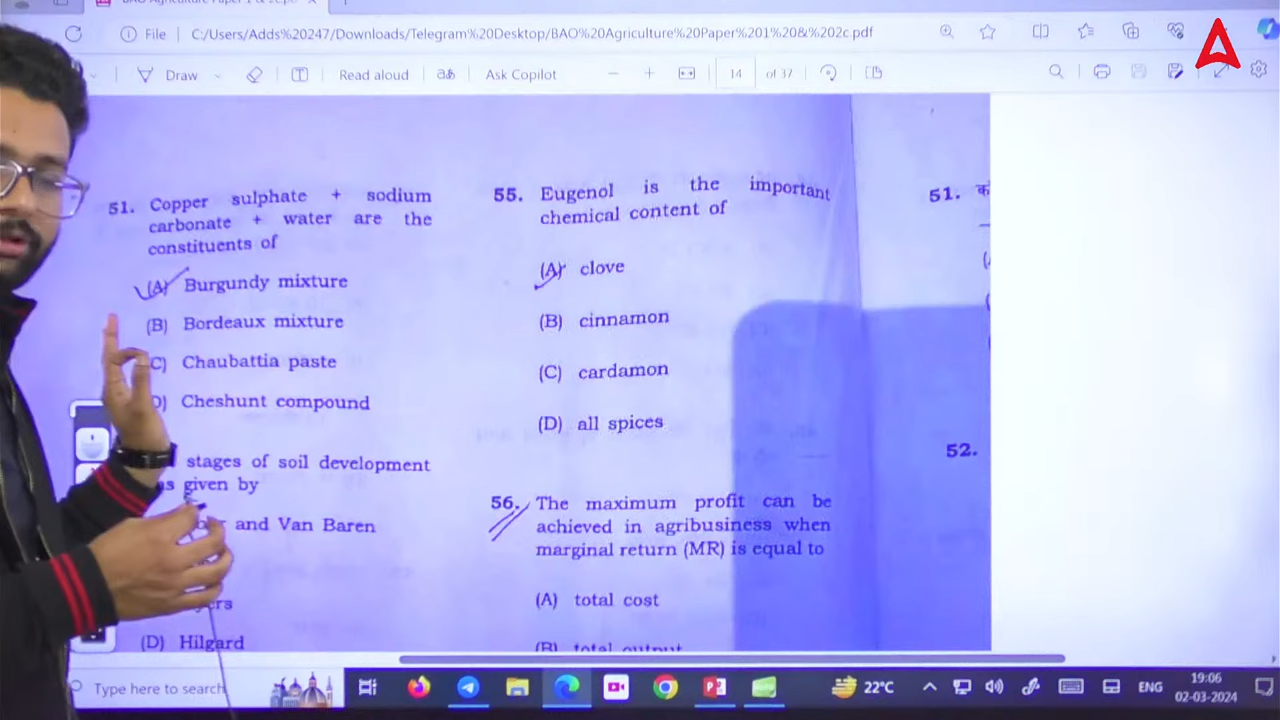 File | C:/Users/Adds%20247/Downloads/Telegram%20Desktop/BAO%20Agriculture%20Paper%201%20&%202c.pdf
Draw Read aloud Ask Copilot 14 of 37
51. Copper sulphate + sodium
carbonate + water are the
constituents of
(A) Burgundy mixture
(B) Bordeaux mixture
C) Chaubattia paste
D) Cheshunt compound
stages of soil development
as given by
and Van Baren
(D) Hilgard
55. Eugenol is the important
chemical content of
(A) clove
(B) cinnamon
(C) cardamon
(D) all spices
56. The maximum profit can be
achieved in agribusiness when
marginal return (MR) is equal to
(A) total cost
(B) total output
51. क
52.
Type here to search
22°C
ENG
19:06
02-03-2024